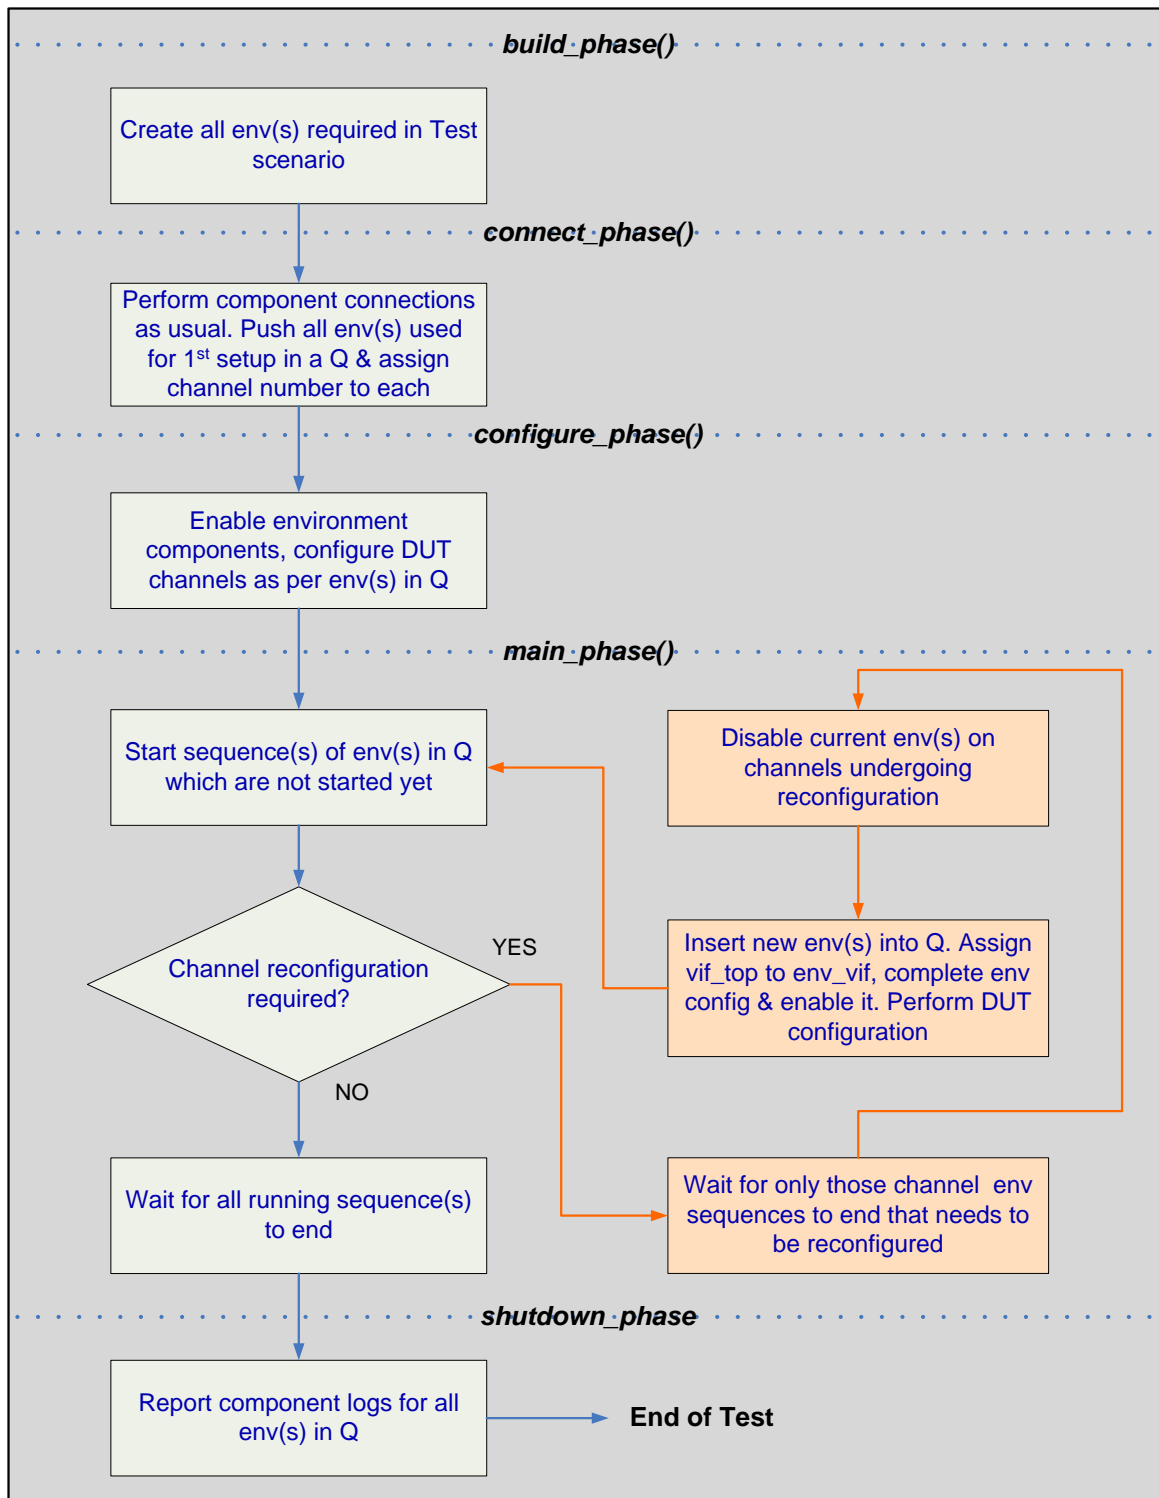 build_phase()
Create all env(s) required in Test
scenario
connect_phase()
Perform component connections
as usual. Push all env(s) used
for 1st setup in a Q & assign
channel number to each
configure_phase()
Enable environment
components, configure DUT
channels as per env(s) in Q
main_phase()
Start sequence(s) of env(s) in Q
which are not started yet
Disable current env(s) on
channels undergoing
reconfiguration
Channel reconfiguration
required?
YES
NO
Insert new env(s) into Q. Assign
vif_top to env_vif, complete env
config & enable it. Perform DUT
configuration
Wait for all running sequence(s)
to end
Wait for only those channel  env
sequences to end that needs to
be reconfigured
shutdown_phase
Report component logs for all
env(s) in Q
End of Test